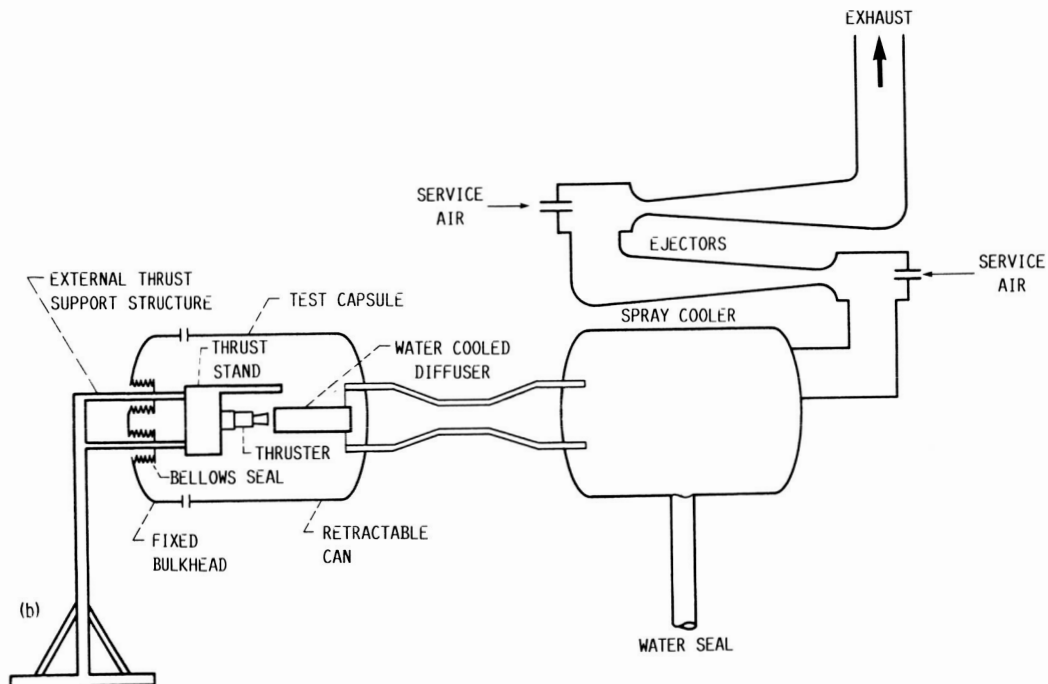 EXHAUST
SERVICE
AIR
EJECTORS
SERVICE
AIR
EXTERNAL THRUST
SUPPORT STRUCTURE
TEST CAPSULE
SPRAY COOLER
THRUST
STAND
WATER COOLED
DIFFUSER
THRUSTER
BELLOWS SEAL
FIXED
BULKHEAD
RETRACTABLE
CAN
(b)
WATER SEAL